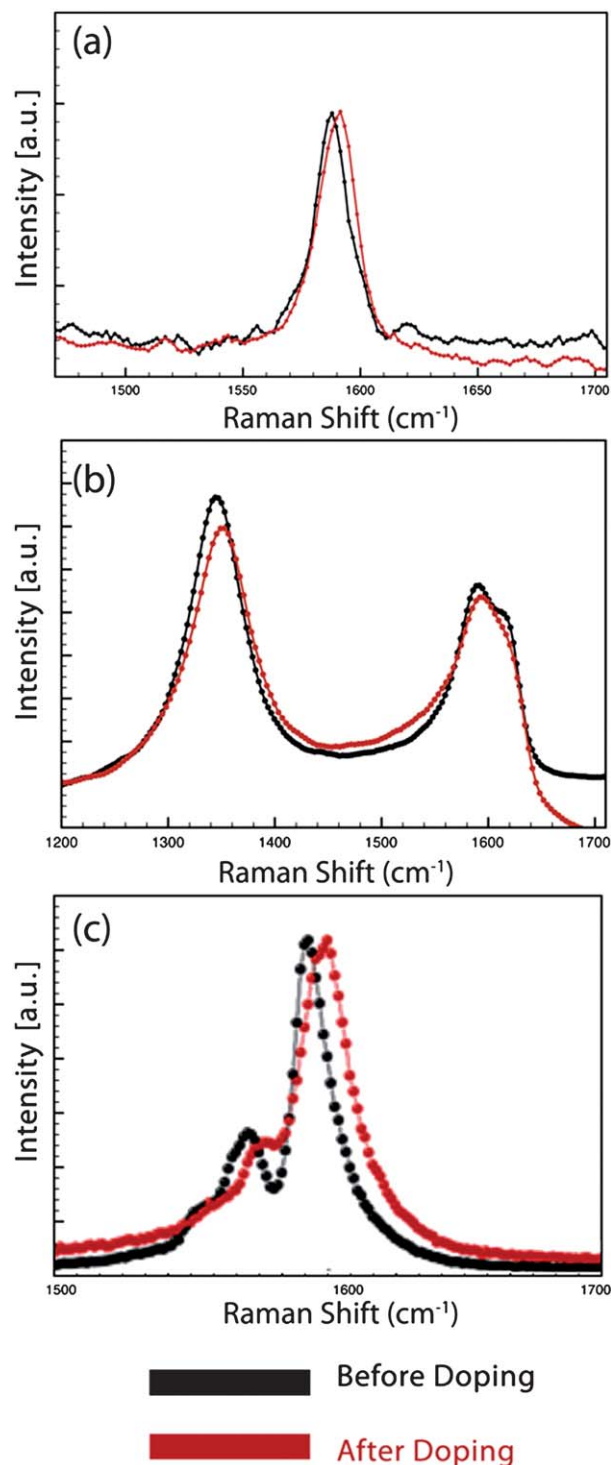 (a)
Intensity [a.u.]
1500 1550 1600 1650 1700
Raman Shift (cm⁻¹)
(b)
Intensity [a.u.]
1200 1300 1400 1500 1600 1700
Raman Shift (cm⁻¹)
(c)
Intensity [a.u.]
1500 1600 1700
Raman Shift (cm⁻¹)
Before Doping
After Doping